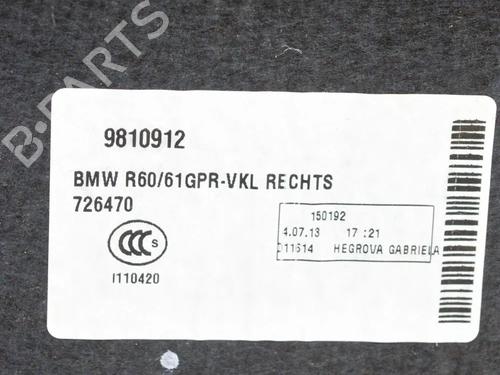 B-PARTS
9810912
BMW R60/61GPR-VKL RECHTS
726470
150192
4.07.13 17:21
011614 HEGROVA GABRIELA
CCC S
I110420